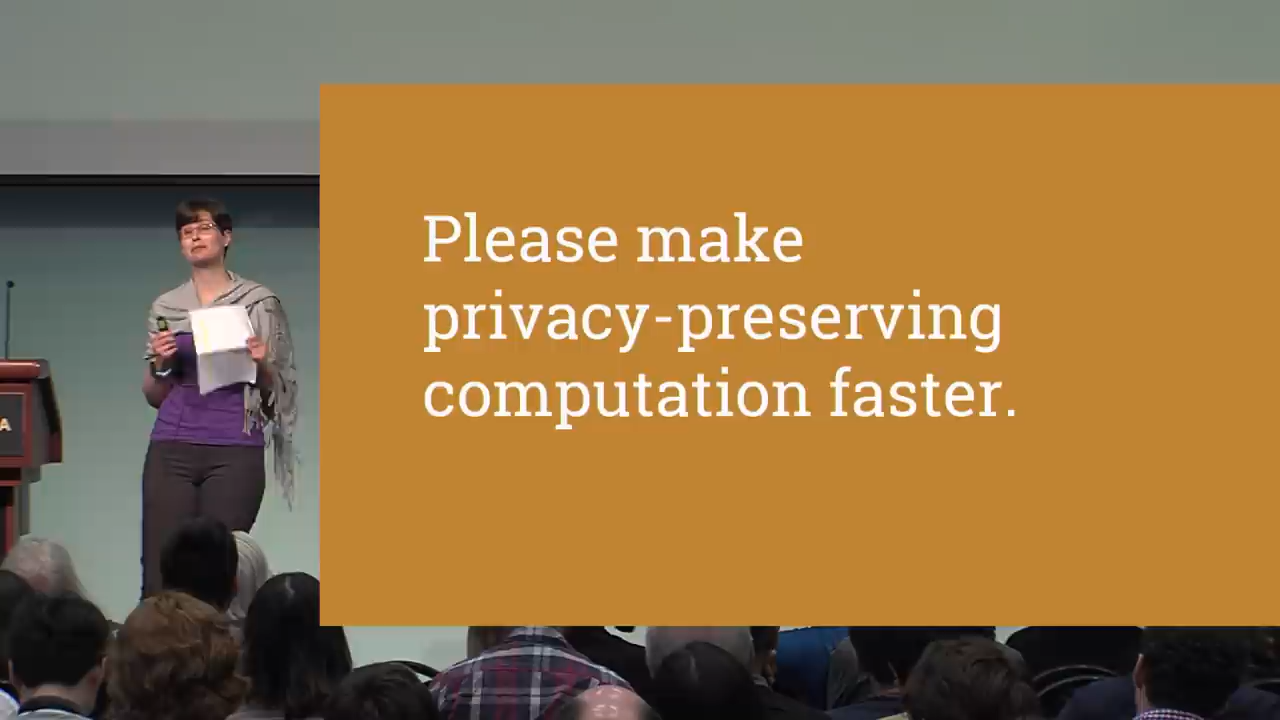 Please make
privacy-preserving
computation faster.
A